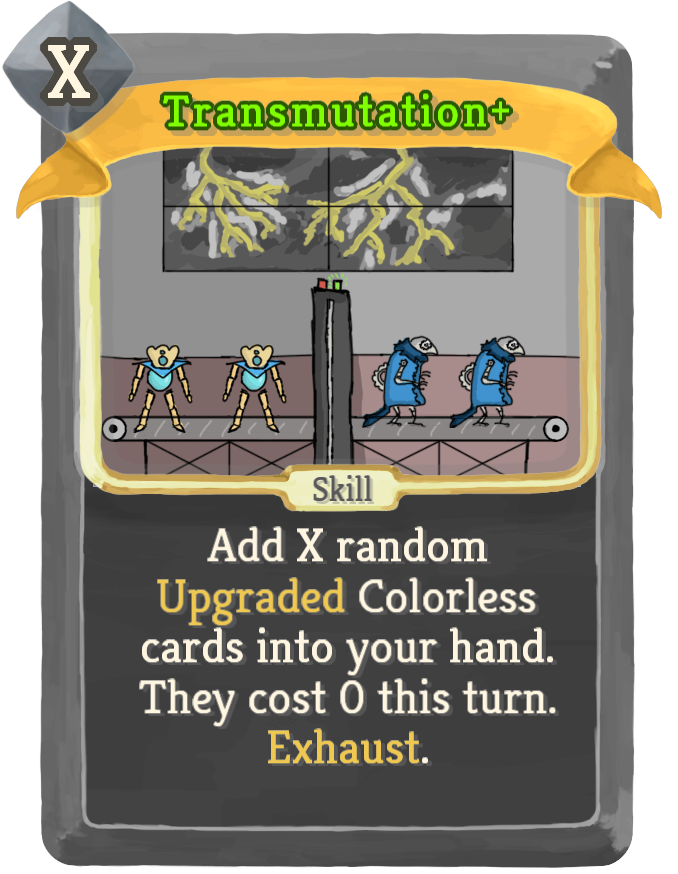 X
Transmutation+
Skill
Add X random
Upgraded Colorless
cards into your hand.
They cost 0 this turn.
Exhaust.